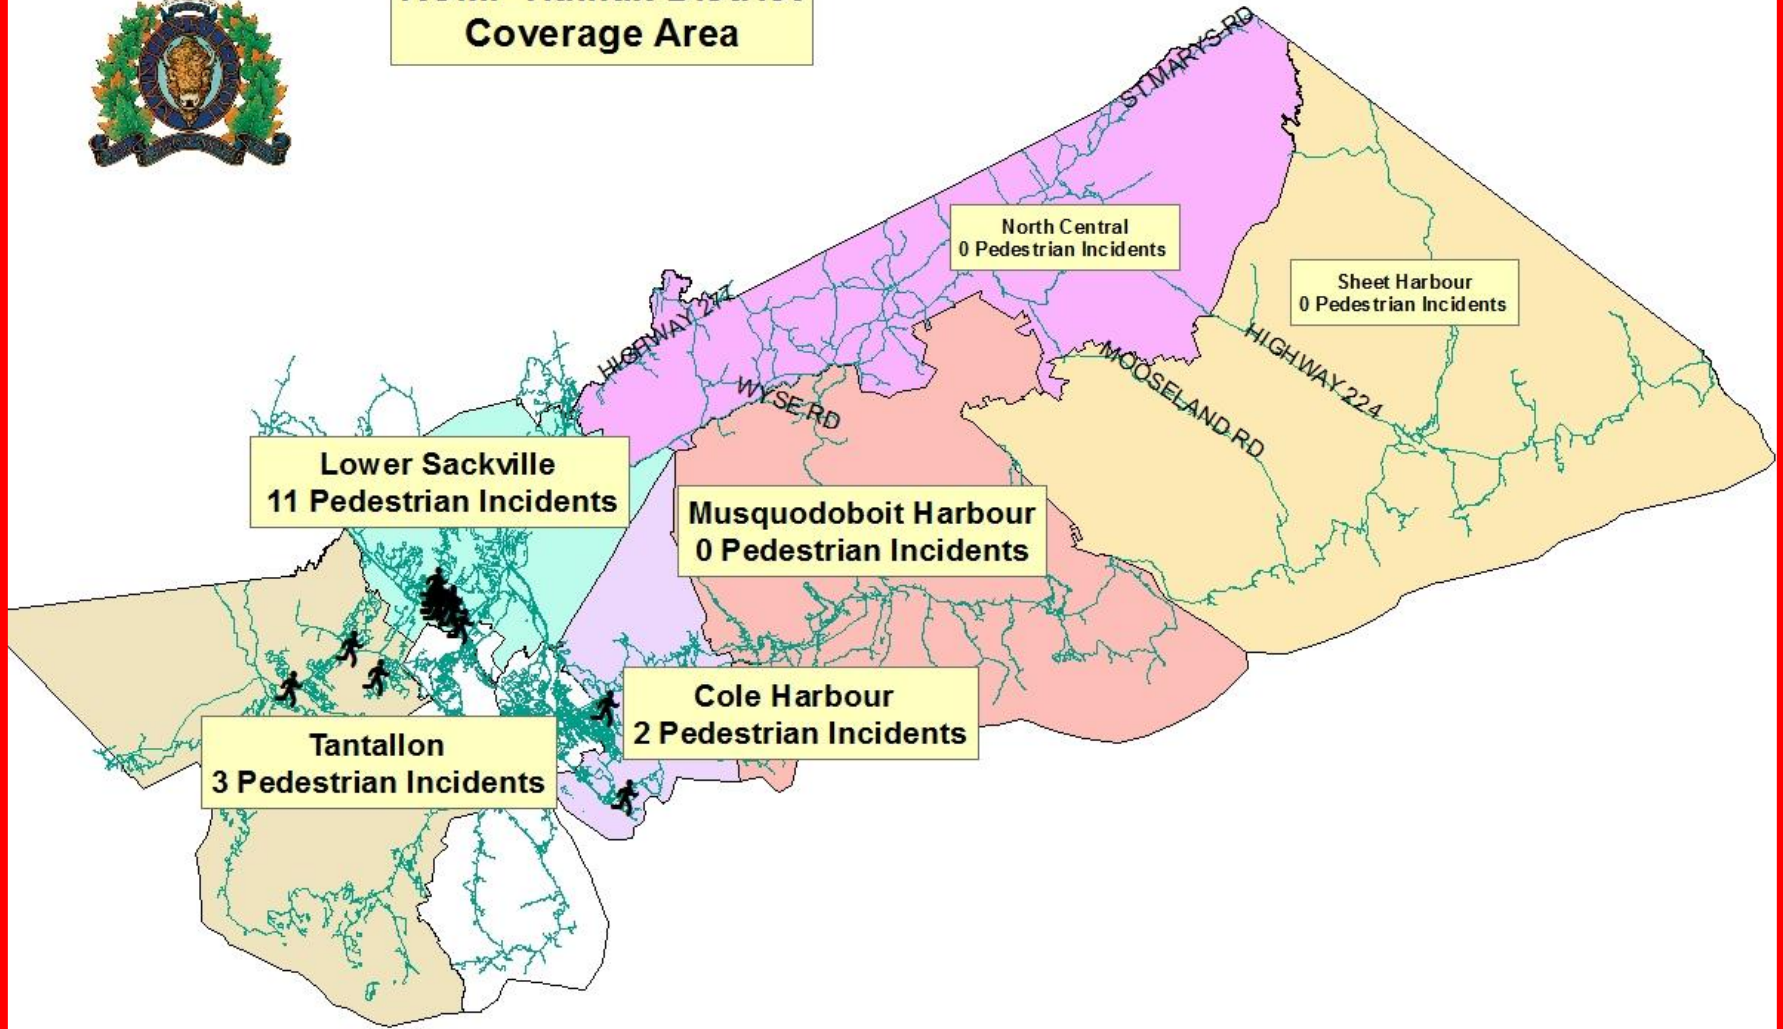 Coverage Area
ST MARYS RD
North Central
0 Pedestrian Incidents
Sheet Harbour
0 Pedestrian Incidents
HIGHWAY 277
WYSE RD
MOOSELAND RD
HIGHWAY 224
Lower Sackville
11 Pedestrian Incidents
Musquodoboit Harbour
0 Pedestrian Incidents
Cole Harbour
2 Pedestrian Incidents
Tantallon
3 Pedestrian Incidents